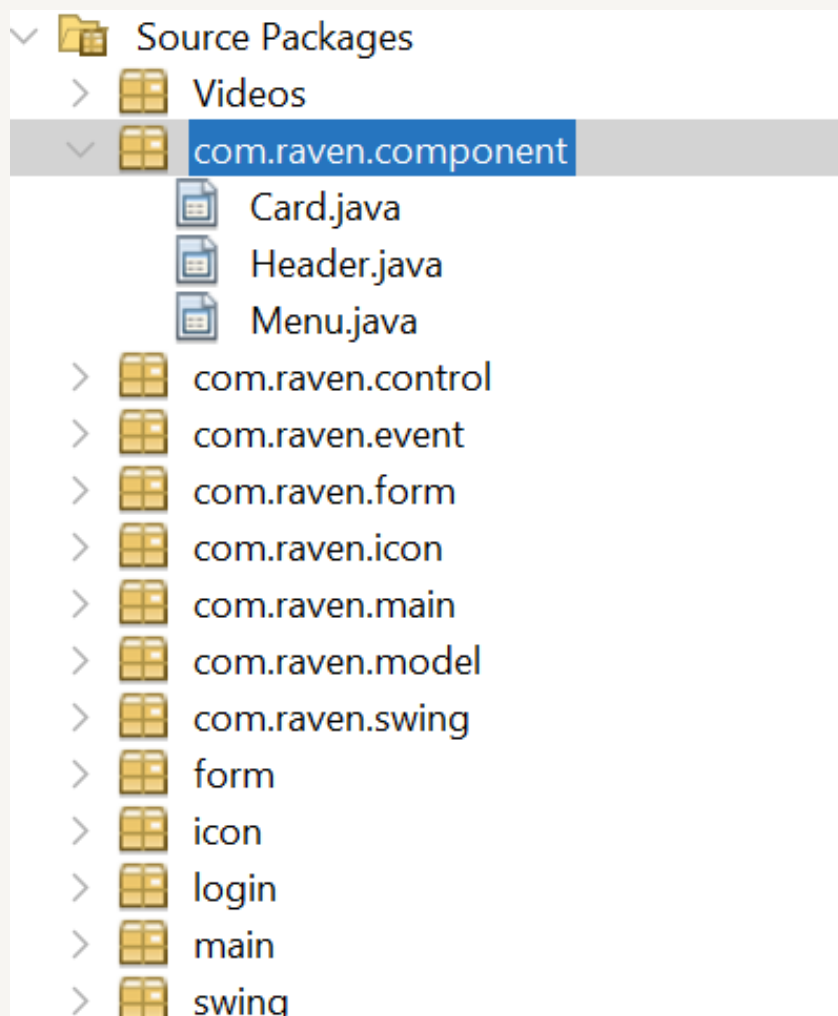 Source Packages
Videos
com.raven.component
Card.java
Header.java
Menu.java
com.raven.control
com.raven.event
com.raven.form
com.raven.icon
com.raven.main
com.raven.model
com.raven.swing
form
icon
login
main
swing